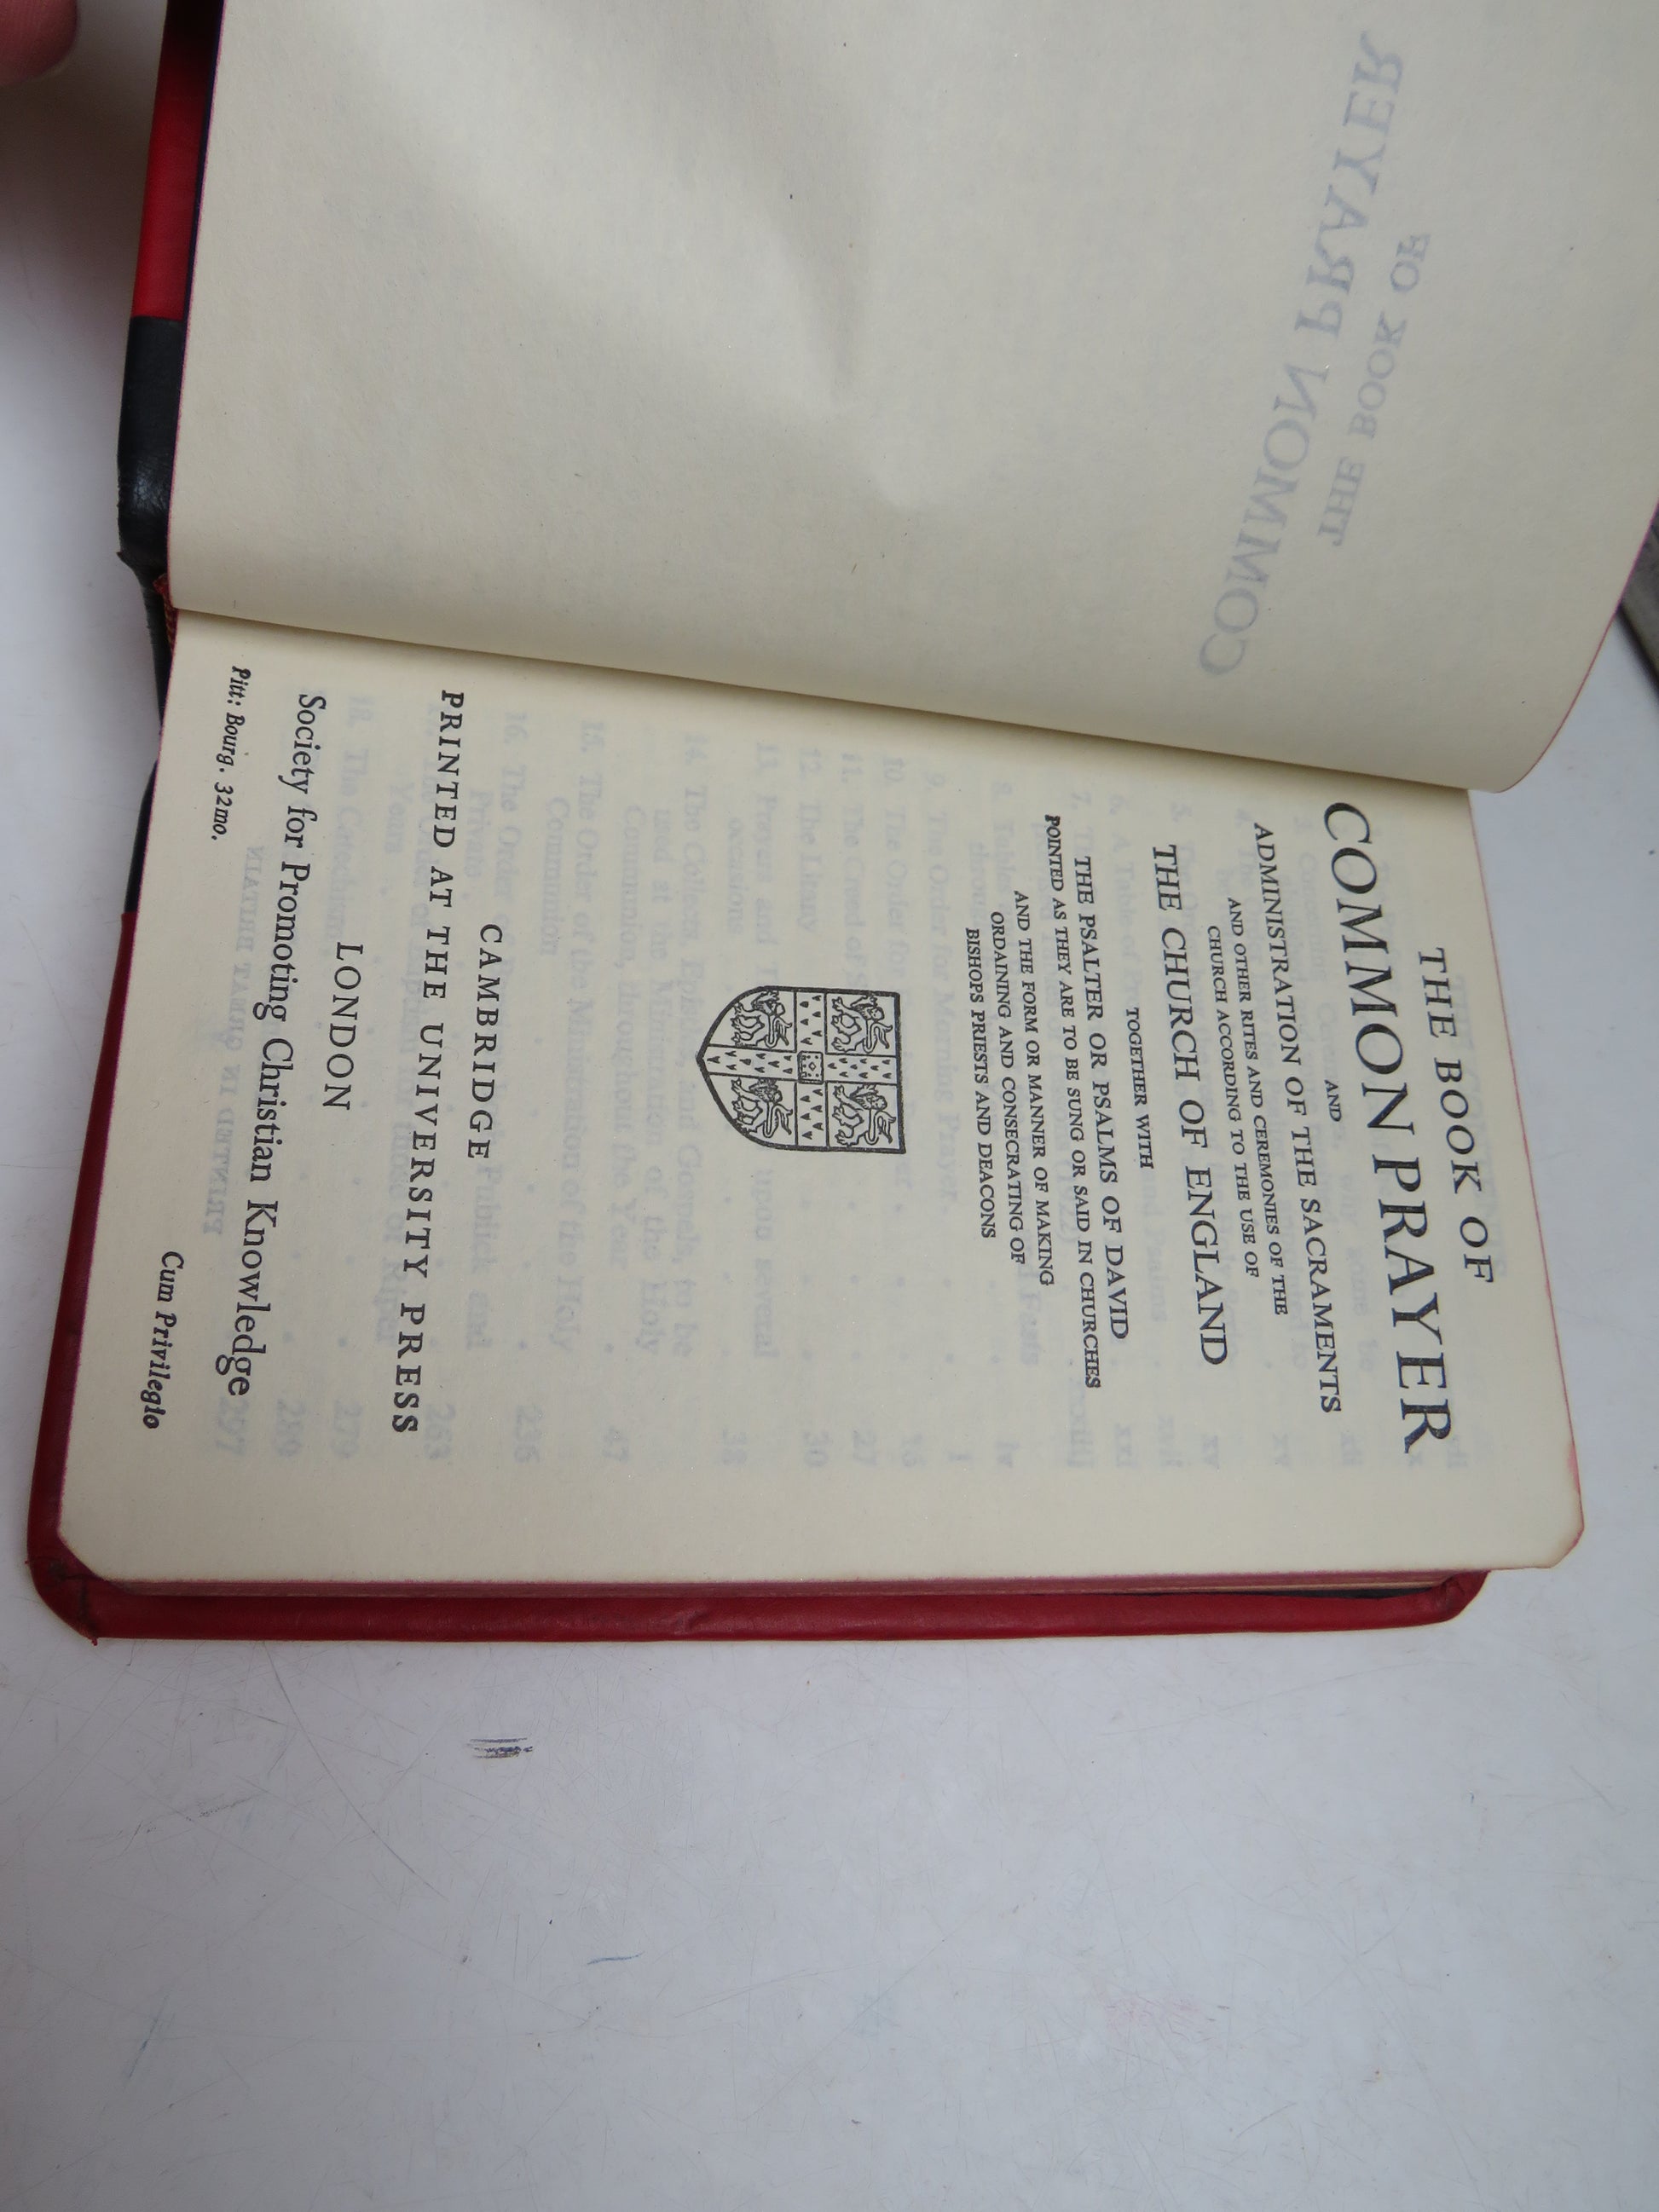 THE BOOK OF
COMMON PRAYER
AND
ADMINISTRATION OF THE SACRAMENTS
AND OTHER RITES AND CEREMONIES OF THE
CHURCH ACCORDING TO THE USE OF
THE CHURCH OF ENGLAND
TOGETHER WITH
THE PSALTER OR PSALMS OF DAVID
POINTED AS THEY ARE TO BE SUNG OR SAID IN CHURCHES
AND THE FORM OR MANNER OF MAKING
ORDAINING AND CONSECRATING OF
BISHOPS PRIESTS AND DEACONS
CAMBRIDGE
PRINTED AT THE UNIVERSITY PRESS
LONDON
Society for Promoting Christian Knowledge
Pitt: Bourg. 32mo.
Cum Privilegio